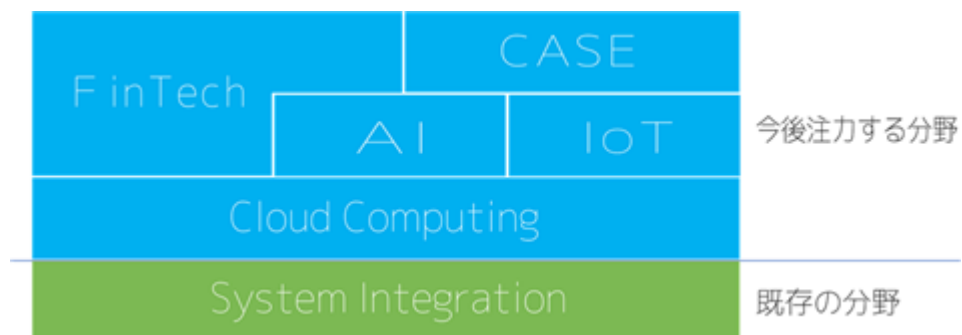 CASE
FinTech
AI
IoT
今後注力する分野
Cloud Computing
System Integration
既存の分野